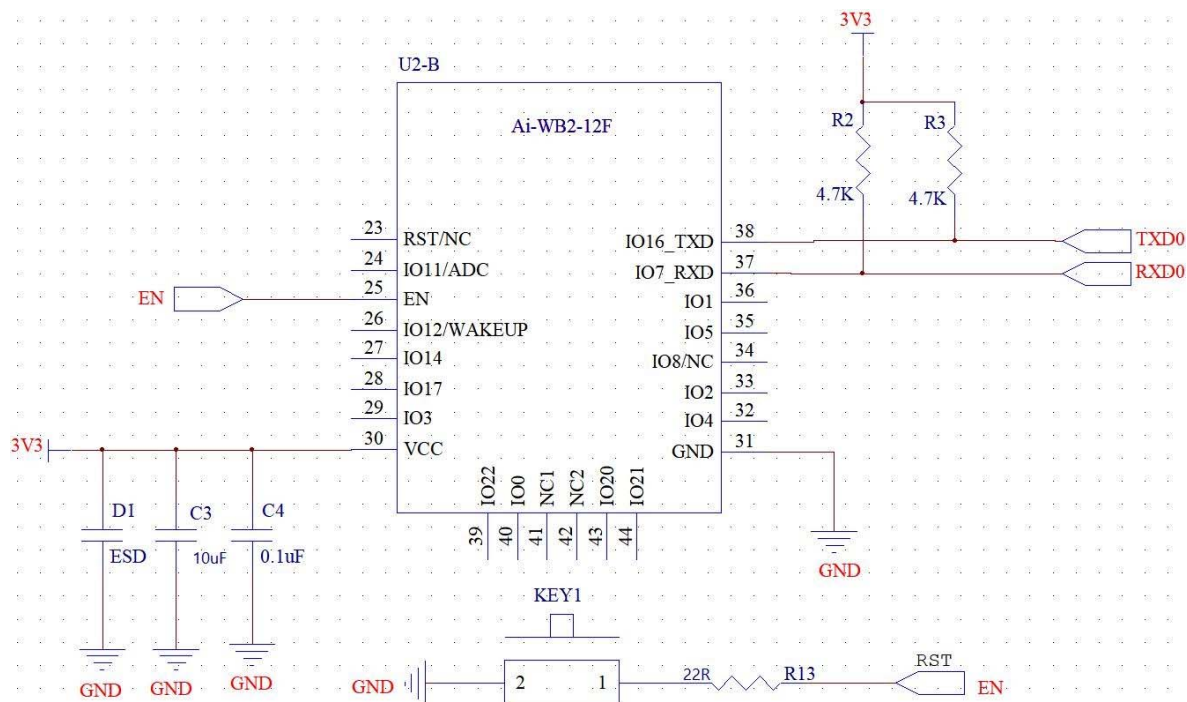 3V3
U2-B
Ai-WB2-12F
R2
R3
4.7K
4.7K
23
RST/NC
24
IO11/ADC
25
EN
EN
26
IO12/WAKEUP
27
IO14
28
IO17
29
IO3
30
VCC
3V3
IO16_TXD
38
TXD0
IO7_RXD
37
RXD0
IO1
36
IO5
35
IO8/NC
34
IO2
33
IO4
32
GND
31
GND
IO22
IO0
NC1
NC2
IO20
IO21
39
40
41
42
43
44
D1
ESD
C3
10uF
C4
0.1uF
GND
GND
GND
KEY1
GND
2
1
22R
R13
RST
EN